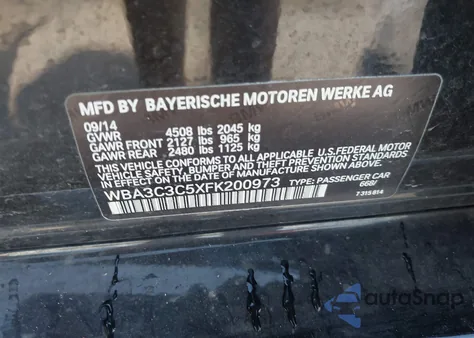 MFD BY BAYERISCHE MOTOREN WERKE AG
09/14
GVWR 4508 lbs 2045 kg
GAWR FRONT 2127 lbs 965 kg
GAWR REAR 2480 lbs 1125 kg
THIS VEHICLE CONFORMS TO ALL APPLICABLE U.S.FEDERAL MOTOR
VEHICLE SAFETY, BUMPER, AND THEFT PREVENTION STANDARDS IN
EFFECT ON THE DATE OF MANUFACTURE SHOWN ABOVE.
WBA3C3C5XFK200973 TYPE: PASSENGER CAR
668/
7315814
autoSnap